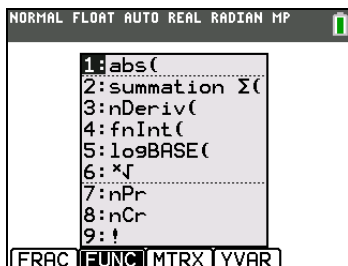 NORMAL FLOAT AUTO REAL RADIAN MP
1:abs(
2:summation Σ(
3:nDeriv(
4:fnInt(
5:logBASE(
6:ˣ√
7:nPr
8:nCr
9:!
FRAC FUNC MTRX YVAR